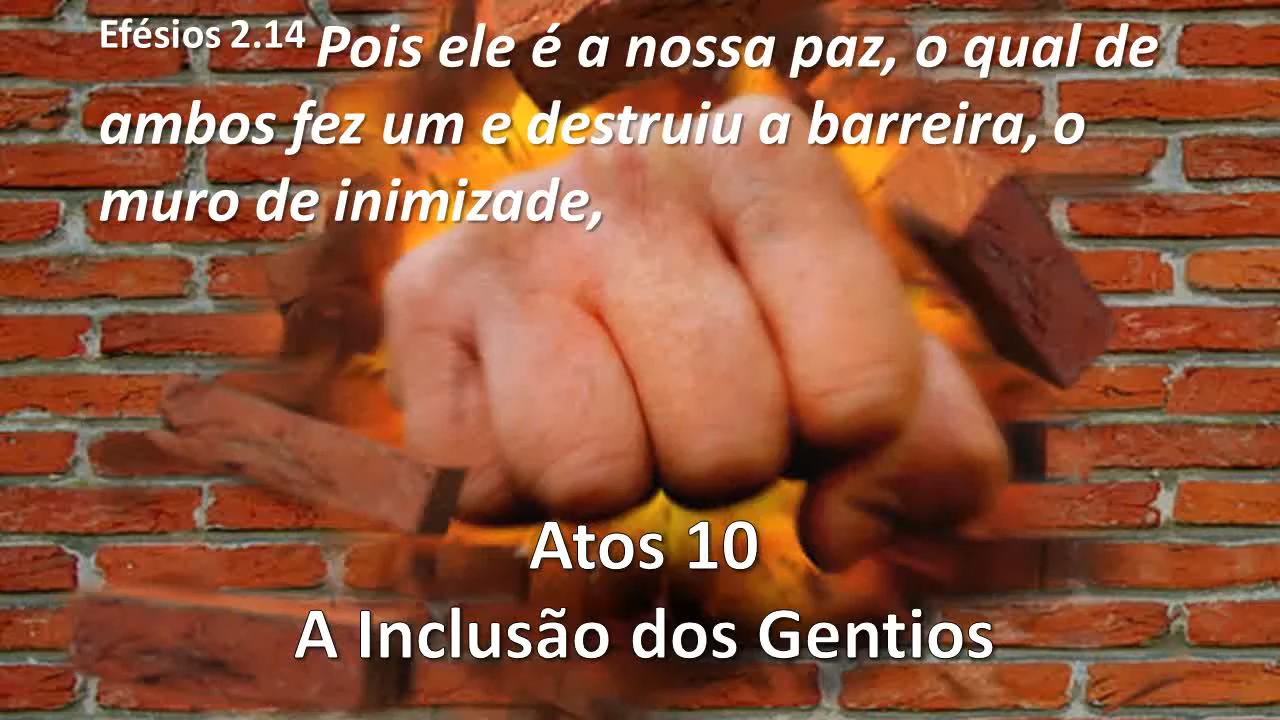 Efésios 2.14 Pois ele é a nossa paz, o qual de
ambos fez um e destruiu a barreira, o
muro de inimizade,
Atos 10
A Inclusão dos Gentios